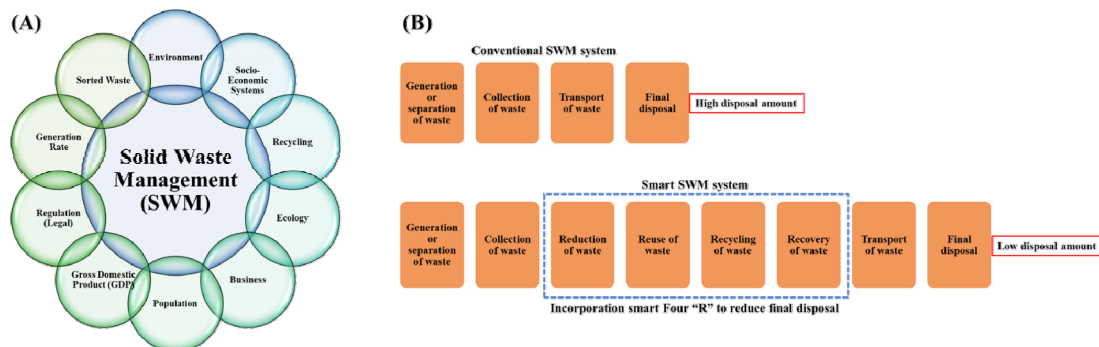 (A)
Environment
Socio-
Economic
Systems
Recycling
Ecology
Business
Population
Gross Domestic
Product (GDP)
Regulation
(Legal)
Generation
Rate
Sorted Waste
Solid Waste
Management
(SWM)
(B)
Conventional SWM system
Generation
or
separation
of waste
Collection
of waste
Transport
of waste
Final
disposal
High disposal amount
Smart SWM system
Generation
or
separation
of waste
Collection
of waste
Reduction
of waste
Reuse of
waste
Recycling
of waste
Recovery
of waste
Transport
of waste
Final
disposal
Low disposal amount
Incorporation smart Four “R” to reduce final disposal